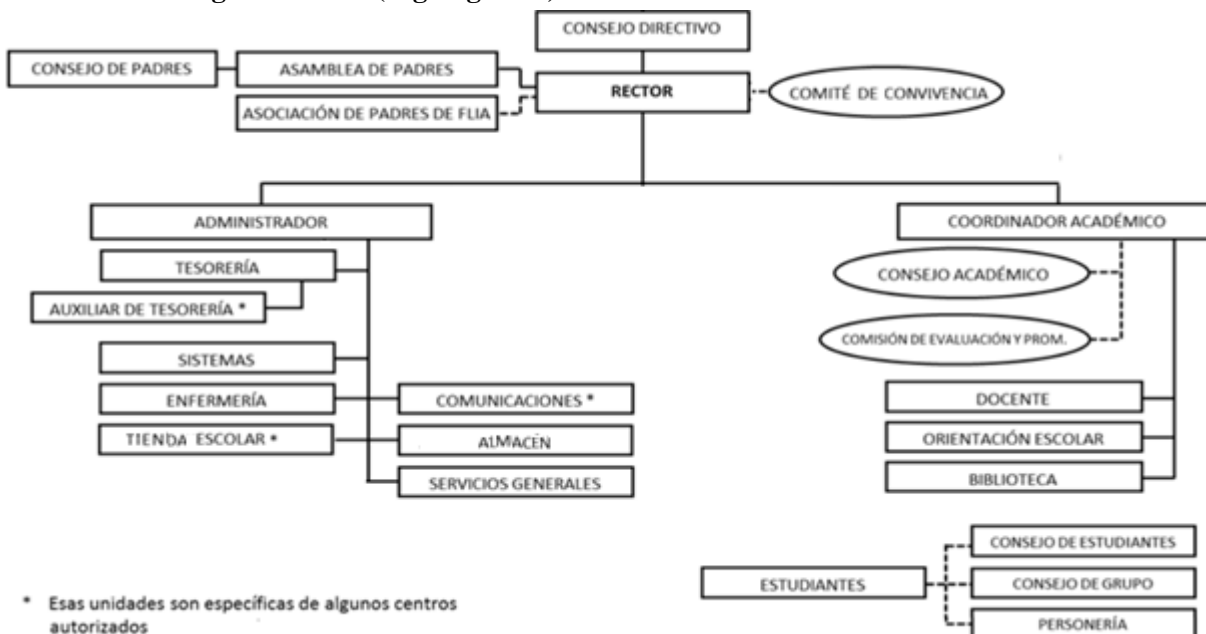 CONSEJO DIRECTIVO
CONSEJO DE PADRES
ASAMBLEA DE PADRES
RECTOR
COMITÉ DE CONVIVENCIA
ASOCIACIÓN DE PADRES DE FLIA
ADMINISTRADOR
COORDINADOR ACADÉMICO
TESORERÍA
CONSEJO ACADÉMICO
AUXILIAR DE TESORERÍA *
COMISIÓN DE EVALUACIÓN Y PROM.
SISTEMAS
ENFERMERÍA
COMUNICACIONES *
DOCENTE
TIENDA ESCOLAR *
ALMACÉN
ORIENTACIÓN ESCOLAR
SERVICIOS GENERALES
BIBLIOTECA
CONSEJO DE ESTUDIANTES
ESTUDIANTES
CONSEJO DE GRUPO
PERSONERÍA
* Esas unidades son específicas de algunos centros
autorizados